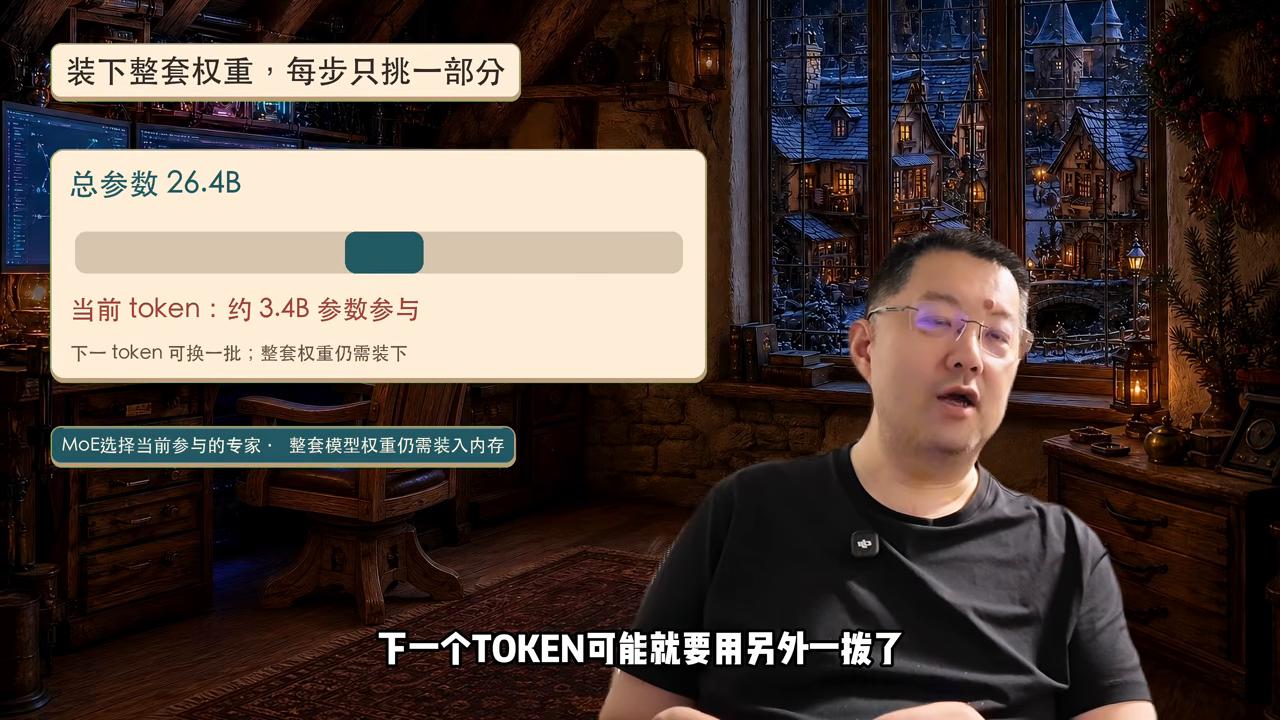 装下整套权重，每步只挑一部分
总参数 26.4B
当前 token：约 3.4B 参数参与
下一 token 可换一批；整套权重仍需装下
MoE选择当前参与的专家· 整套模型权重仍需装入内存
下一个TOKEN可能就要用另外一拨了